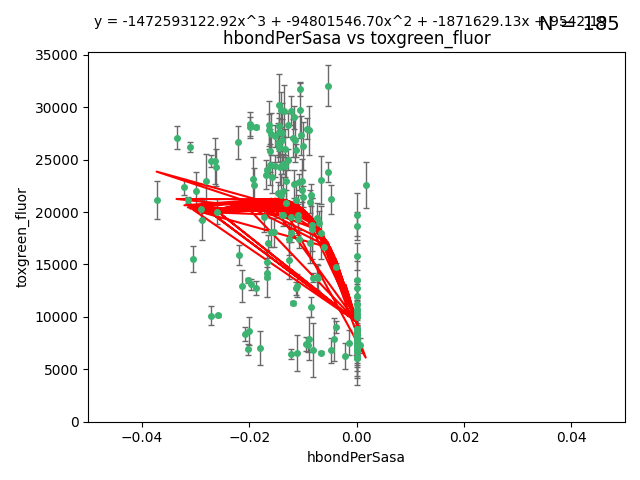 y = -1472593122.92x^3 + -94801546.70x^2 + -1871629.13x +
N = 185
hbondPerSasa vs toxgreen_fluor
35000
30000
25000
20000
15000
10000
5000
0
toxgreen_fluor
-0.04 -0.02 0.00 0.02 0.04
hbondPerSasa